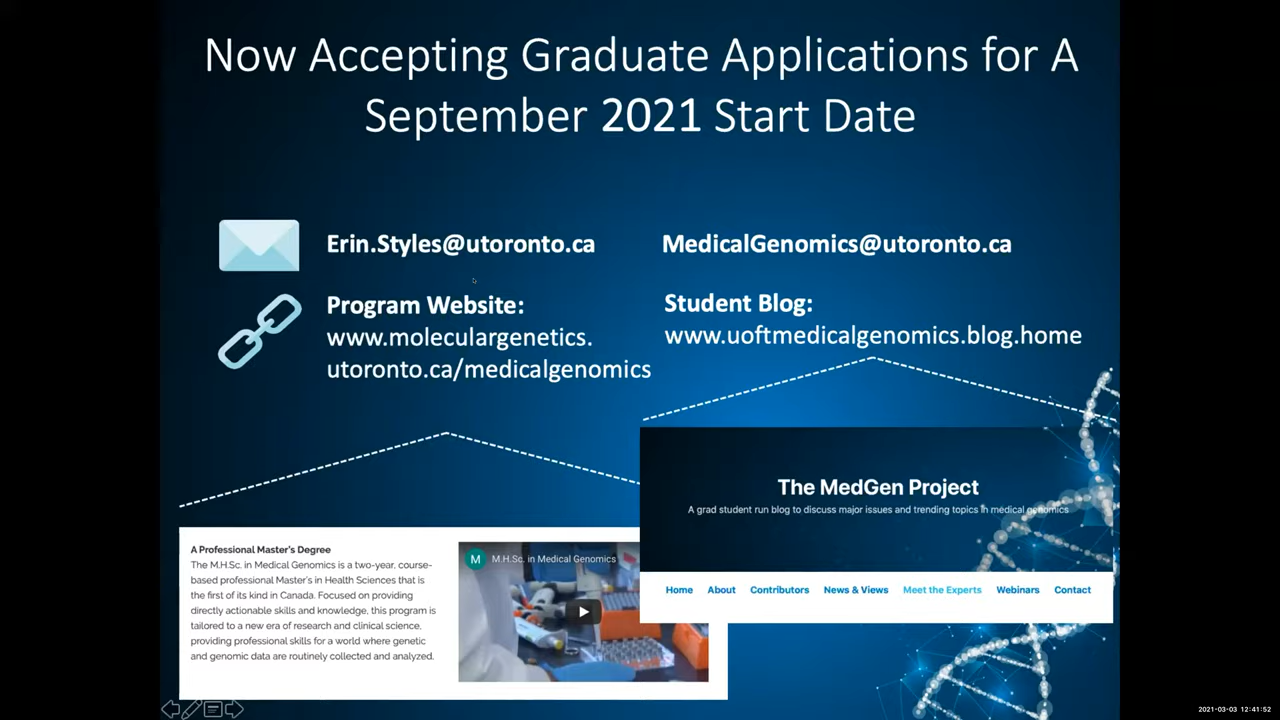 Now Accepting Graduate Applications for A
September 2021 Start Date
Erin.Styles@utoronto.ca
MedicalGenomics@utoronto.ca
Program Website:
www.moleculargenetics.
utoronto.ca/medicalgenomics
Student Blog:
www.uoftmedicalgenomics.blog.home
A Professional Master's Degree
The M.H.Sc. in Medical Genomics is a two-year, course-
based professional Master's in Health Sciences that is
the first of its kind in Canada. Focused on providing
directly actionable skills and knowledge, this program is
tailored to a new era of research and clinical science,
providing professional skills for a world where genetic
and genomic data are routinely collected and analyzed.
M
M.H.Sc. in Medical Genomics
The MedGen Project
A grad student run blog to discuss major issues and trending topics in medical genomics
Home About Contributors News & Views Meet the Experts Webinars Contact
2021-03-03 12:41:52